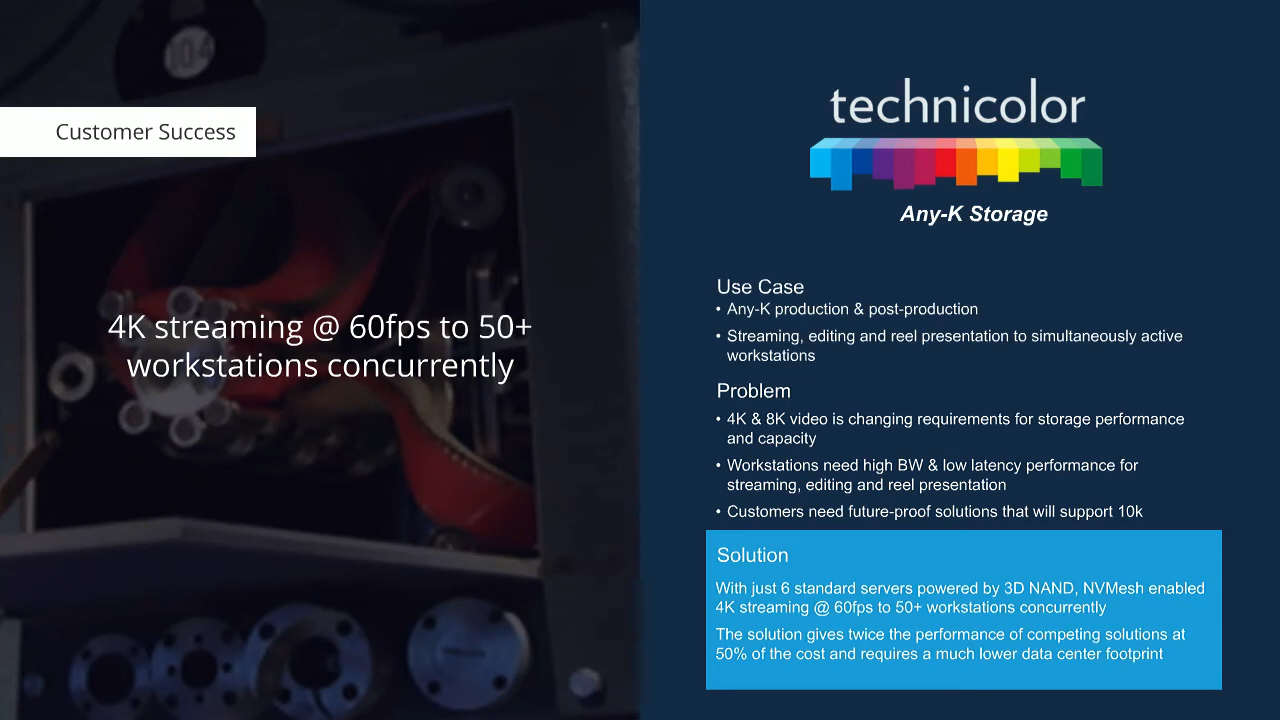 104
Customer Success
4K streaming @ 60fps to 50+
workstations concurrently
technicolor
Any-K Storage
Use Case
• Any-K production & post-production
• Streaming, editing and reel presentation to simultaneously active
workstations
Problem
• 4K & 8K video is changing requirements for storage performance
and capacity
• Workstations need high BW & low latency performance for
streaming, editing and reel presentation
• Customers need future-proof solutions that will support 10k
Solution
With just 6 standard servers powered by 3D NAND, NVMesh enabled
4K streaming @ 60fps to 50+ workstations concurrently
The solution gives twice the performance of competing solutions at
50% of the cost and requires a much lower data center footprint